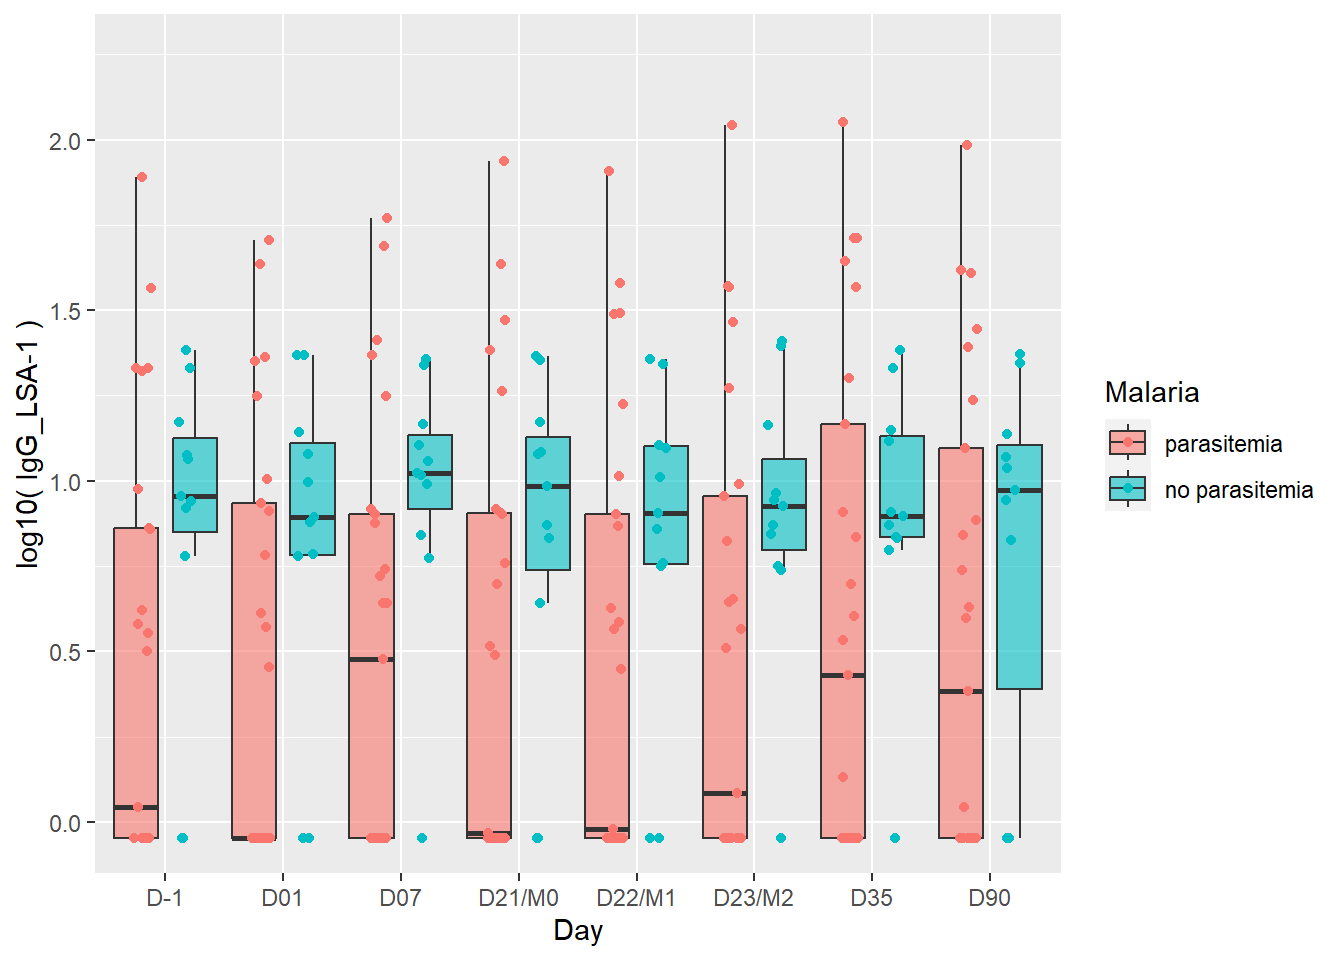 log10( IgG_LSA-1 )
2.0
1.5
1.0
0.5
0.0
D-1 D01 D07 D21/M0 D22/M1 D23/M2 D35 D90
Day
Malaria
parasitemia
no parasitemia